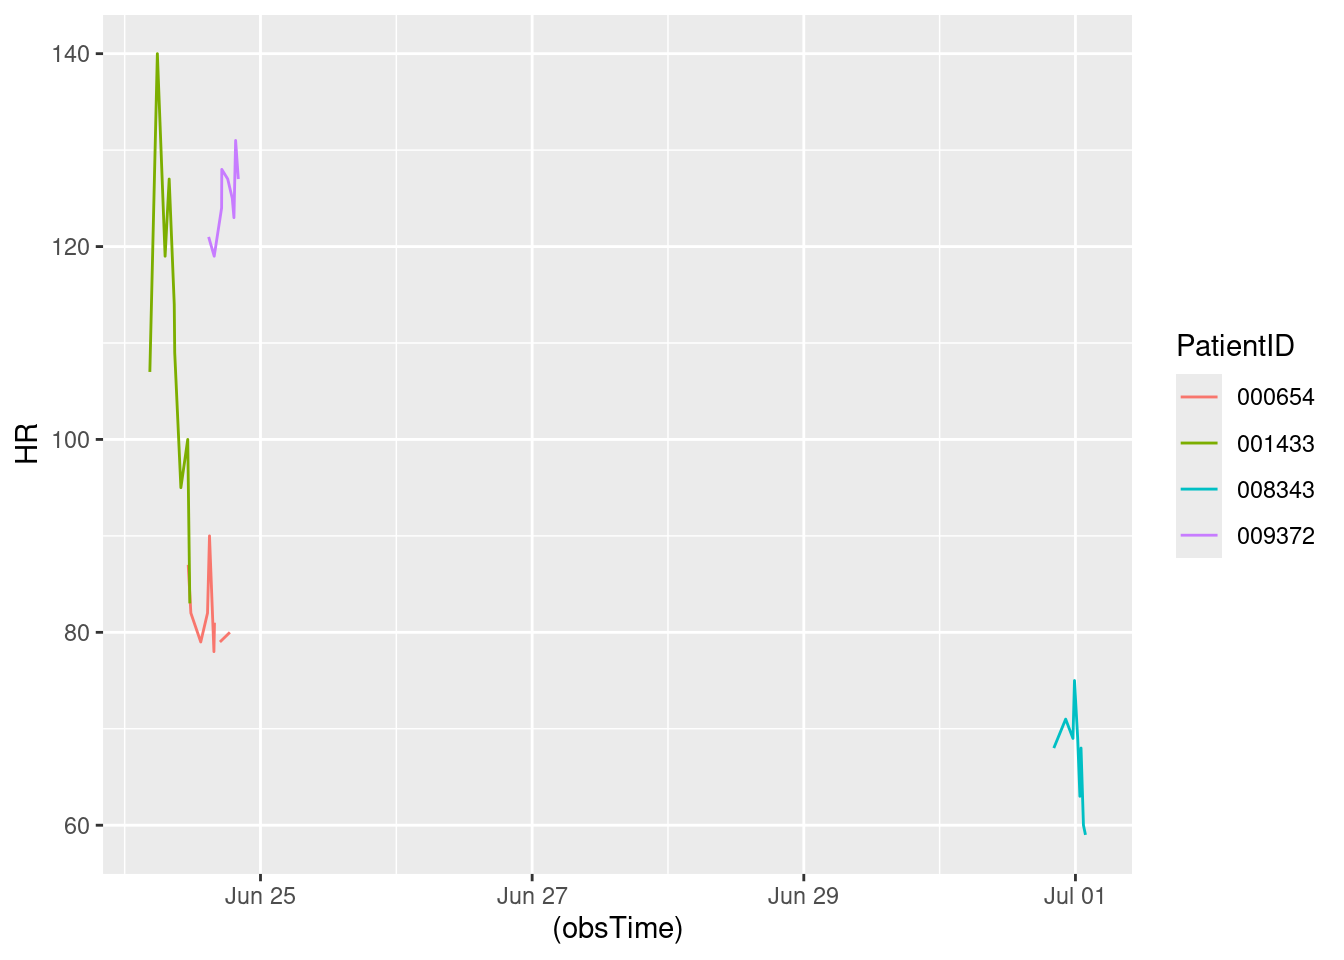 140
120
100
80
60
HR
Jun 25
Jun 27
Jun 29
Jul 01
(obsTime)
PatientID
000654
001433
008343
009372